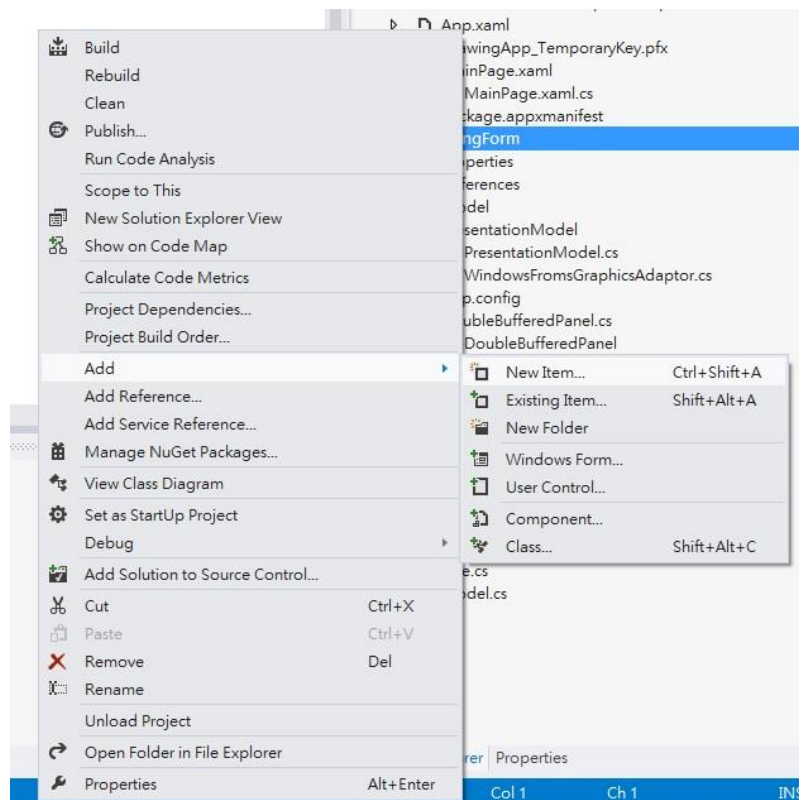 App.xaml
awingApp_TemporaryKey.pfx
inPage.xaml
MainPage.xaml.cs
ckage.appxmanifest
ngForm
perties
ferences
odel
sentationModel
PresentationModel.cs
WindowsFromsGraphicsAdaptor.cs
p.config
ubleBufferedPanel.cs
DoubleBufferedPanel
Build
Rebuild
Clean
Publish...
Run Code Analysis
Scope to This
New Solution Explorer View
Show on Code Map
Calculate Code Metrics
Project Dependencies...
Project Build Order...
Add
Add Reference...
Add Service Reference...
Manage NuGet Packages...
View Class Diagram
Set as StartUp Project
Debug
Add Solution to Source Control...
Cut Ctrl+X
Paste Ctrl+V
Remove Del
Rename
Unload Project
Open Folder in File Explorer
Properties Alt+Enter
New Item... Ctrl+Shift+A
Existing Item... Shift+Alt+A
New Folder
Windows Form...
User Control...
Component...
Class... Shift+Alt+C
e.cs
odel.cs
rer Properties
Col 1 Ch 1 INS